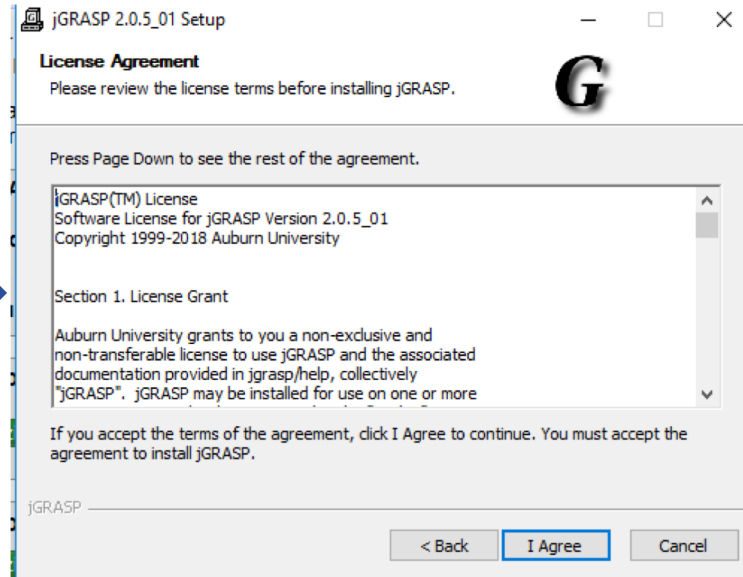 jGRASP 2.0.5_01 Setup
License Agreement
Please review the license terms before installing jGRASP.
G
Press Page Down to see the rest of the agreement.
jGRASP(TM) License
Software License for jGRASP Version 2.0.5_01
Copyright 1999-2018 Auburn University
Section 1. License Grant
Auburn University grants to you a non-exclusive and
non-transferable license to use jGRASP and the associated
documentation provided in jgrasp/help, collectively
"jGRASP".  jGRASP may be installed for use on one or more
If you accept the terms of the agreement, click I Agree to continue. You must accept the
agreement to install jGRASP.
jGRASP
< Back I Agree Cancel